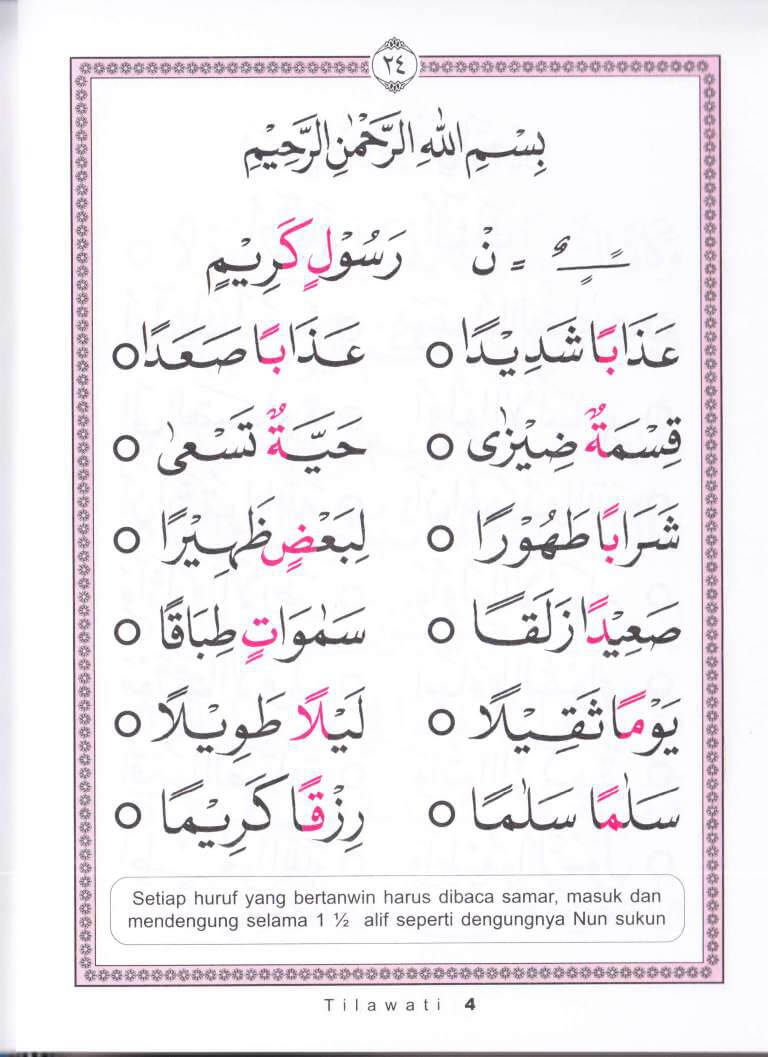 ٢٤
بِسْمِ اللّٰهِ الرَّحْمٰنِ الرَّحِيْمِ
ـًـٍـٌ = نْ رَسُوْلٍ كَرِيْمٍ
عَذَابًا شَدِيْدًا ○ عَذَابًا صَعَدًا ○
قِسْمَةٌ ضِيْزٰى ○ حَيَّةٌ تَسْعٰى ○
شَرَابًا طَهُوْرًا ○ لِبَعْضٍ ظَهِيْرًا ○
صَعِيْدًا زَلَقًا ○ سَمٰوَاتٍ طِبَاقًا ○
يَوْمًا ثَقِيْلًا ○ لَيْلًا طَوِيْلًا ○
سَلٰمًا سَلٰمًا ○ رِزْقًا كَرِيْمًا ○
Setiap huruf yang bertanwin harus dibaca samar, masuk dan
mendengung selama 1 ½ alif seperti dengungnya Nun sukun
Tilawati 4